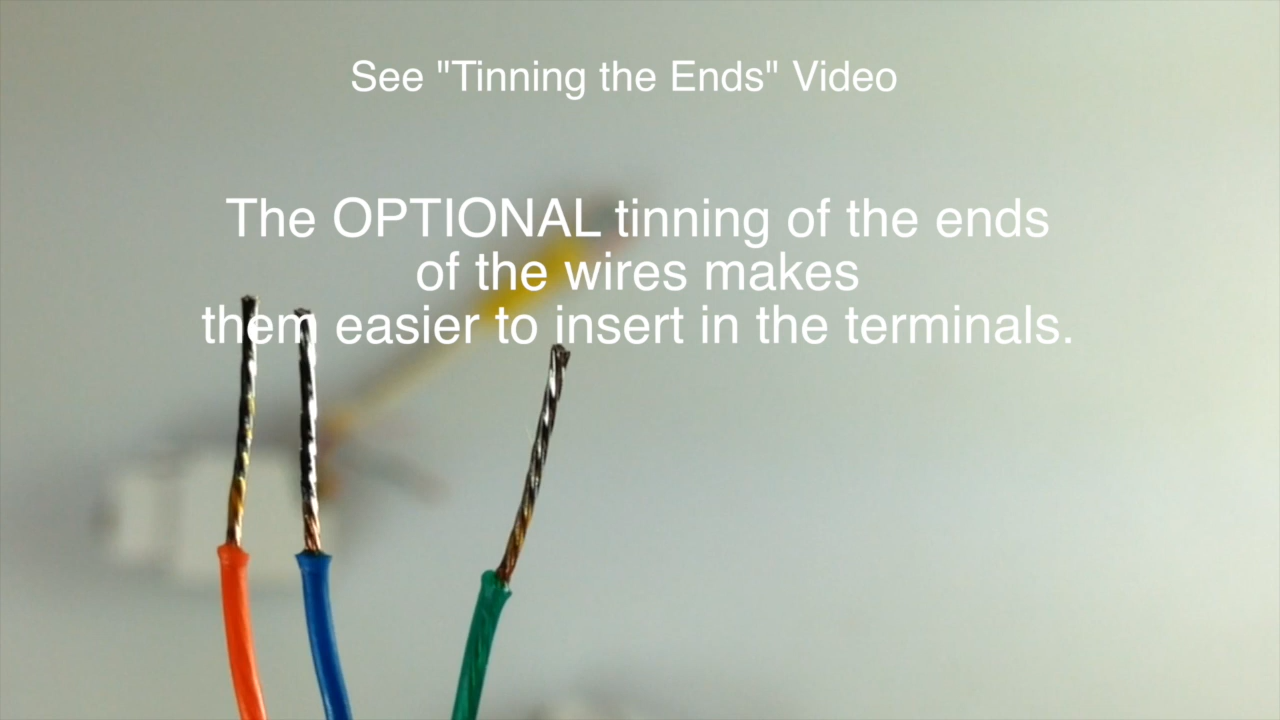 See "Tinning the Ends" Video
The OPTIONAL tinning of the ends
of the wires makes
them easier to insert in the terminals.